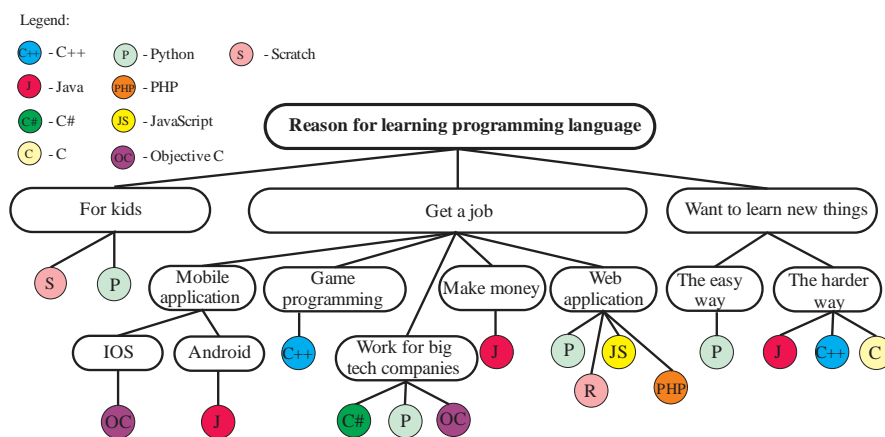 Legend:
C++ - C++
P - Python
S - Scratch
J - Java
PHP - PHP
C# - C#
JS - JavaScript
C - C
OC - Objective C
Reason for learning programming language
For kids
Get a job
Want to learn new things
S
P
Mobile
application
Game
programming
Make money
Web
application
The easy
way
The harder
way
IOS
Android
C++
Work for big
tech companies
J
P
JS
R
PHP
P
J
C++
C
OC
J
C#
P
OC